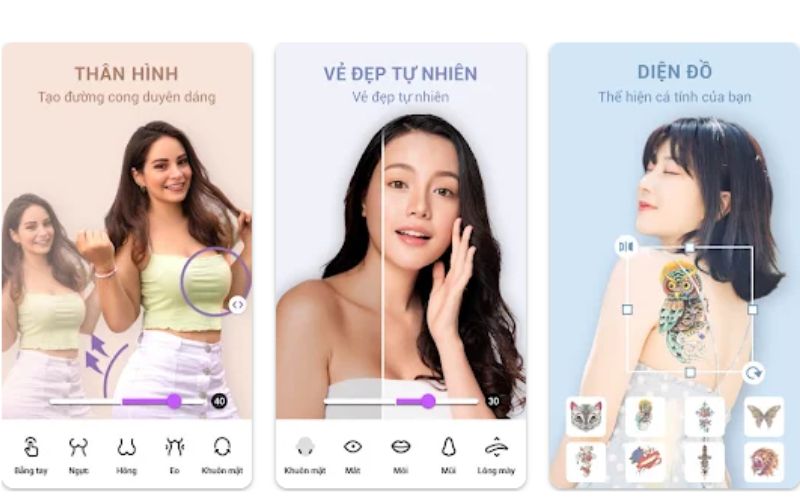 THÂN HÌNH
Tạo đường cong duyên dáng
40
Bằng tay
Ngực
Hông
Eo
Khuôn mặt
VẺ ĐẸP TỰ NHIÊN
Vẻ đẹp tự nhiên
30
Khuôn mặt
Mắt
Môi
Mũi
Lông mày
DIỆN ĐỒ
Thể hiện cá tính của bạn